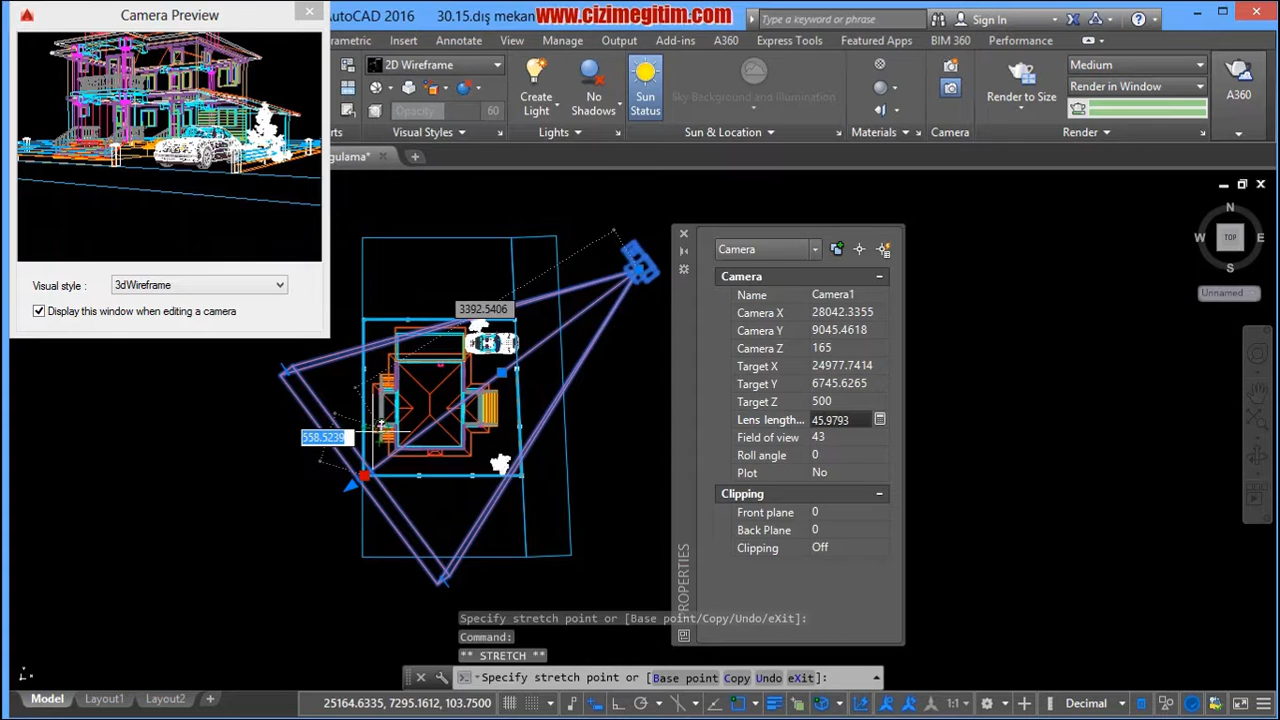 Camera Preview
AutoCAD 2016
30.15.dış mekan
www.cizimegitim.com
Type a keyword or phrase
Sign In
rametric
Insert
Annotate
View
Manage
Output
Add-ins
A360
Express Tools
Featured Apps
BIM 360
Performance
2D Wireframe
Opacity
60
Create
Light
No
Shadows
Sun
Status
Sky Background and Illumination
Render to Size
Medium
Render in Window
A360
rts
Visual Styles
Lights
Sun & Location
Materials
Camera
Render
gulama*
Visual style :
3dWireframe
Display this window when editing a camera
N
W
TOP
E
S
Unnamed
3392.5406
558.5239
Camera
Camera
Name Camera1
Camera X 28042.3355
Camera Y 9045.4618
Camera Z 165
Target X 24977.7414
Target Y 6745.6265
Target Z 500
Lens length... 45.9793
Field of view 43
Roll angle 0
Plot No
Clipping
Front plane 0
Back Plane 0
Clipping Off
PROPERTIES
Specify stretch point or [Base point/Copy/Undo/eXit]:
Command:
** STRETCH **
Specify stretch point or [Base point Copy Undo eXit]:
Model
Layout1
Layout2
25164.6335, 7295.1612, 103.7500
1:1
Decimal